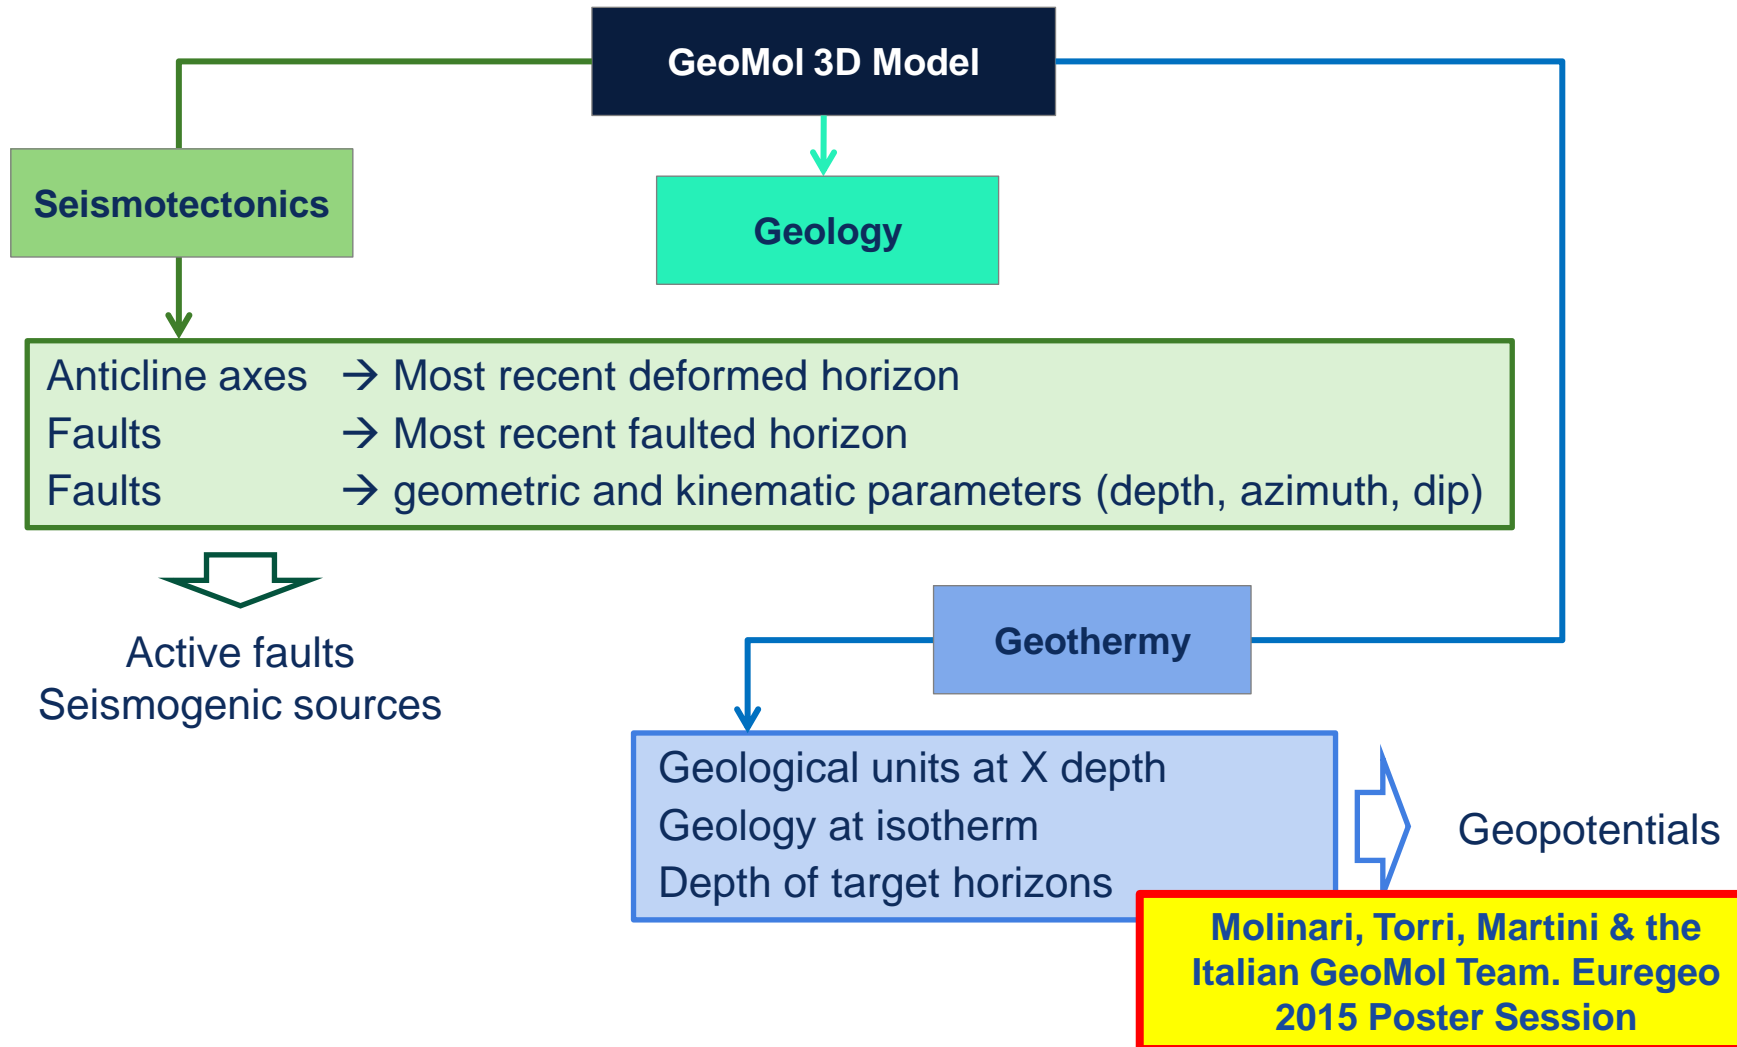 GeoMol 3D Model
Seismotectonics
Geology
Anticline axes → Most recent deformed horizon
Faults → Most recent faulted horizon
Faults → geometric and kinematic parameters (depth, azimuth, dip)
Active faults
Seismogenic sources
Geothermy
Geological units at X depth
Geology at isotherm
Depth of target horizons
Geopotentials
Molinari, Torri, Martini & the
Italian GeoMol Team. Euregeo
2015 Poster Session